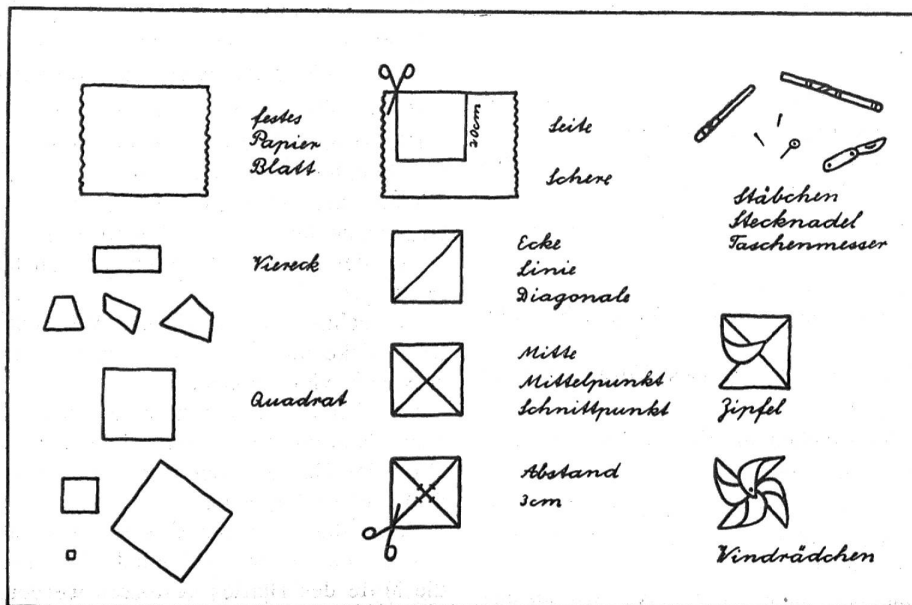 festes
Papier
Blatt
Viereck
Quadrat
20cm
Seite
Schere
Ecke
Linie
Diagonale
Mitte
Mittelpunkt
Schnittpunkt
Abstand
3cm
Stäbchen
Stecknadel
Taschenmesser
Zipfel
Windrädchen